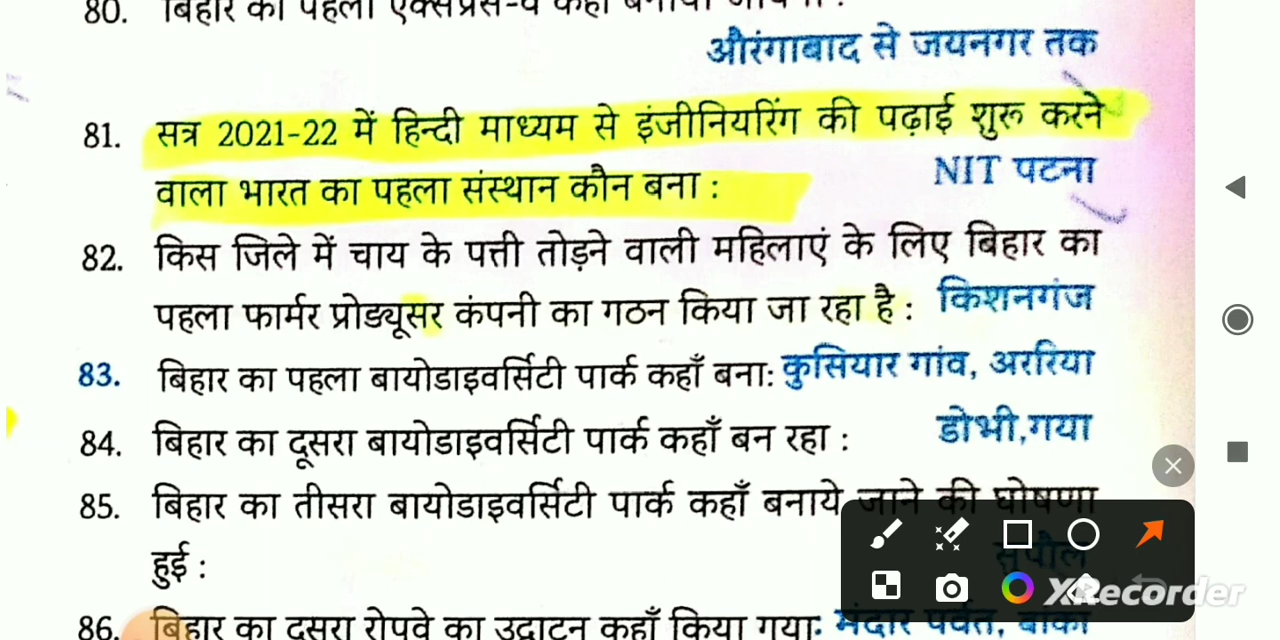 80. बिहार का पहला एक्सप्रेस-वे कहाँ बनाया जायेगा :
औरंगाबाद से जयनगर तक
81. सत्र 2021-22 में हिन्दी माध्यम से इंजीनियरिंग की पढ़ाई शुरू करने
वाला भारत का पहला संस्थान कौन बना : NIT पटना
82. किस जिले में चाय के पत्ती तोड़ने वाली महिलाएं के लिए बिहार का
पहला फार्मर प्रोड्यूसर कंपनी का गठन किया जा रहा है : किशनगंज
83. बिहार का पहला बायोडाइवर्सिटी पार्क कहाँ बना: कुसियार गांव, अररिया
84. बिहार का दूसरा बायोडाइवर्सिटी पार्क कहाँ बन रहा : डोभी,गया
85. बिहार का तीसरा बायोडाइवर्सिटी पार्क कहाँ बनाये जाने की घोषणा
हुई : सुपौल
86. बिहार का दूसरा रोपवे का उद्घाटन कहाँ किया गया: मंदार पर्वत, बांका
XRecorder